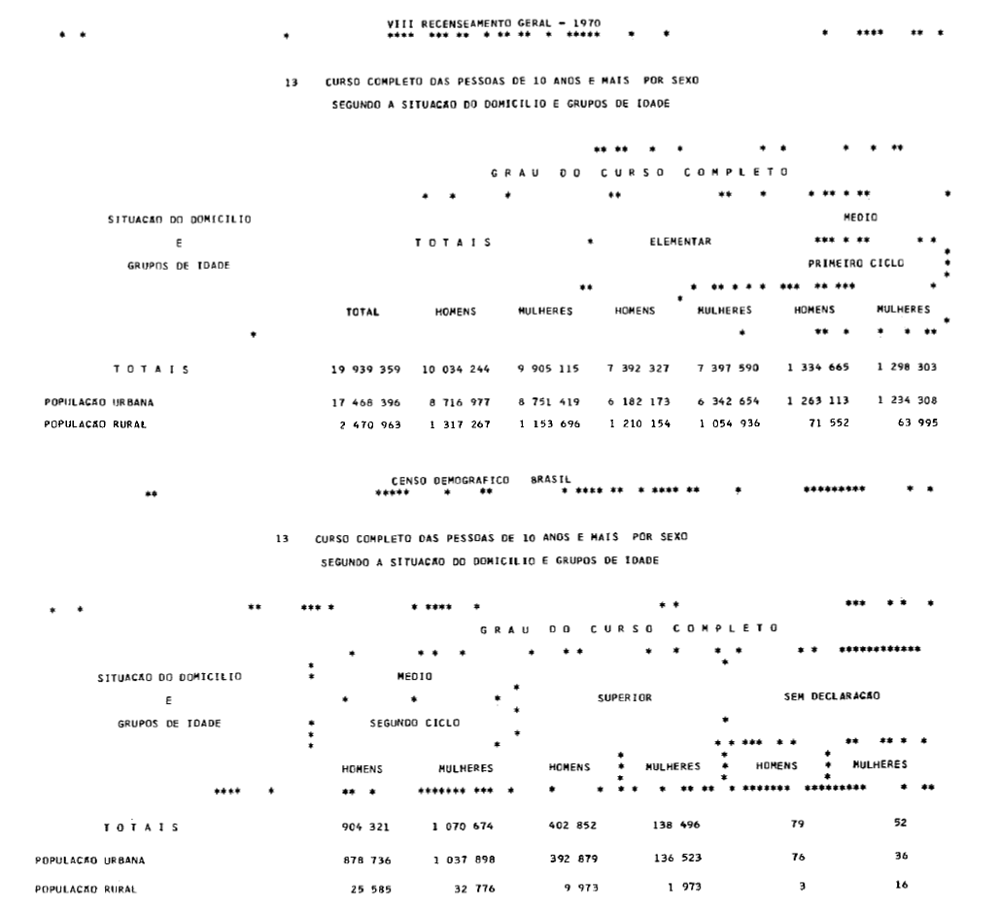 VIII RECENSEAMENTO GERAL - 1970
13 CURSO COMPLETO DAS PESSOAS DE 10 ANOS E MAIS POR SEXO
SEGUNDO A SITUACAO DO DOMICILIO E GRUPOS DE IDADE
GRAU DO CURSO COMPLETO
SITUACAO DO DOMICILIO MEDIO
E TOTAIS ELEMENTAR
GRUPOS DE IDADE PRIMEIRO CICLO
TOTAL HOMENS MULHERES HOMENS MULHERES HOMENS MULHERES
TOTAIS 19 939 359 10 034 244 9 905 115 7 392 327 7 397 590 1 334 665 1 298 303
POPULACAO URBANA 17 468 396 8 716 977 8 751 419 6 182 173 6 342 654 1 263 113 1 234 308
POPULACAO RURAL 2 470 963 1 317 267 1 153 696 1 210 154 1 054 936 71 552 63 995
CENSO DEMOGRAFICO BRASIL
13 CURSO COMPLETO DAS PESSOAS DE 10 ANOS E MAIS POR SEXO
SEGUNDO A SITUACAO DO DOMICILIO E GRUPOS DE IDADE
GRAU DO CURSO COMPLETO
SITUACAO DO DOMICILIO MEDIO
E SUPERIOR SEM DECLARACAO
GRUPOS DE IDADE SEGUNDO CICLO
HOMENS MULHERES HOMENS MULHERES HOMENS MULHERES
TOTAIS 904 321 1 070 674 402 852 138 496 79 52
POPULACAO URBANA 878 736 1 037 898 392 879 136 523 76 36
POPULACAO RURAL 25 585 32 776 9 973 1 973 3 16